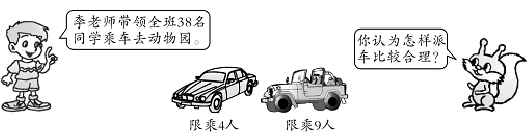 李老师带领全班38名
同学乘车去动物园。
你认为怎样派
车比较合理?
限乘4人
限乘9人